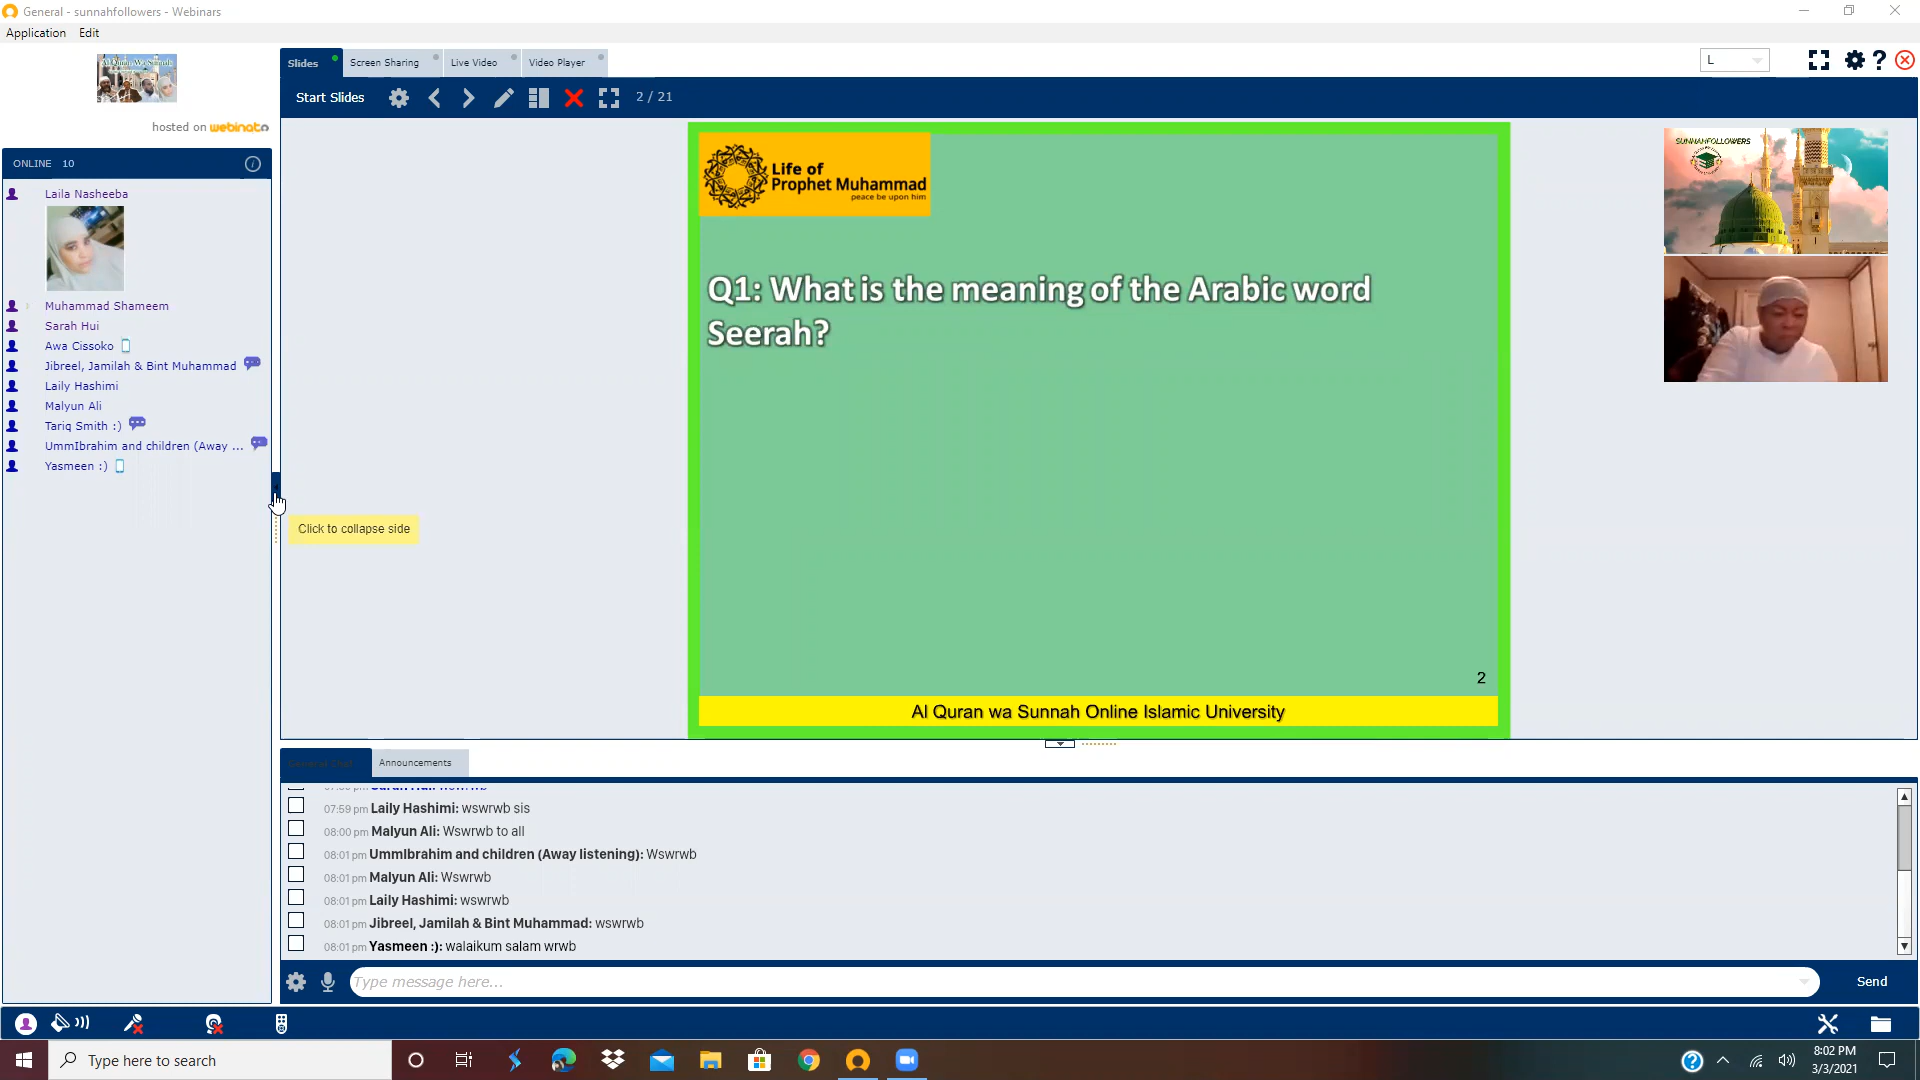 General - sunnahfollowers - Webinars
Application Edit
hosted on webinato
ONLINE 10
Laila Nasheeba
Muhammad Shameem
Sarah Hui
Awa Cissoko
Jibreel, Jamilah & Bint Muhammad
Laily Hashimi
Malyun Ali
Tariq Smith :)
UmmIbrahim and children (Away ...
Yasmeen :)
Slides Screen Sharing Live Video Video Player
L
Start Slides 2 / 21
Life of
Prophet Muhammad
peace be upon him
Q1: What is the meaning of the Arabic word
Seerah?
2
Al Quran wa Sunnah Online Islamic University
SUNNAHFOLLOWERS
Click to collapse side
General Chat Announcements
07:59 pm Laily Hashimi: wswrwb sis
08:00 pm Malyun Ali: Wswrwb to all
08:01 pm UmmIbrahim and children (Away listening): Wswrwb
08:01 pm Malyun Ali: Wswrwb
08:01 pm Laily Hashimi: wswrwb
08:01 pm Jibreel, Jamilah & Bint Muhammad: wswrwb
08:01 pm Yasmeen :): walaikum salam wrwb
Type message here...
Send
Type here to search
8:02 PM
3/3/2021